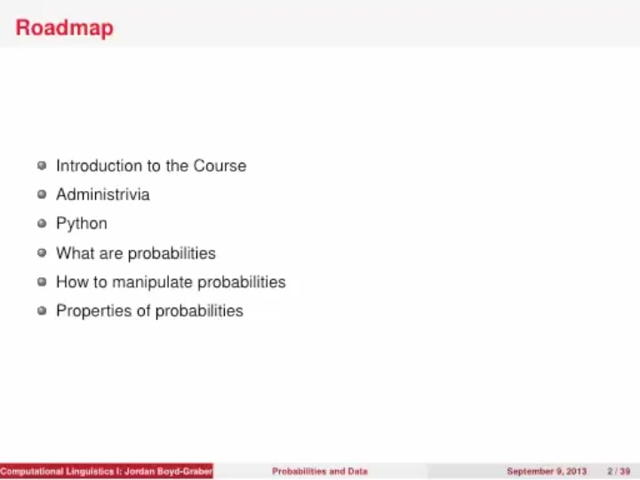 Roadmap
Introduction to the Course
Administrivia
Python
What are probabilities
How to manipulate probabilities
Properties of probabilities
Computational Linguistics I: Jordan Boyd-Graber Probabilities and Data September 9, 2013 2 / 39